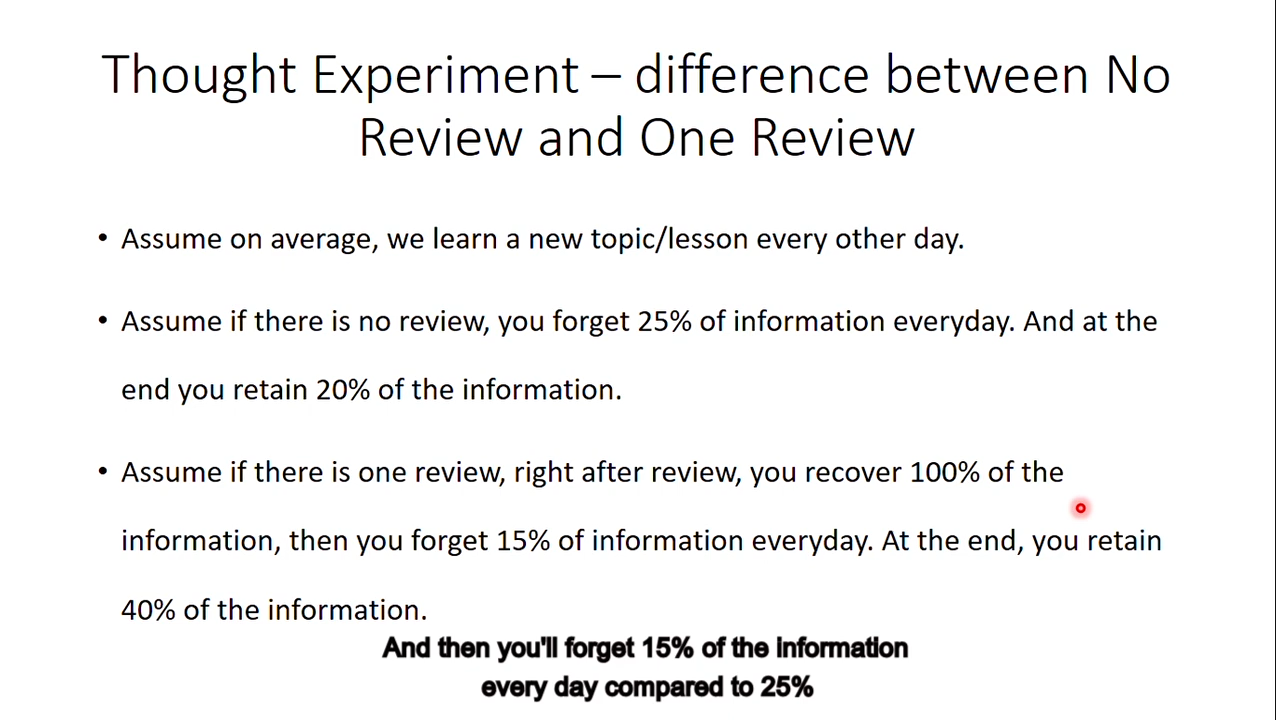 Thought Experiment – difference between No
Review and One Review
• Assume on average, we learn a new topic/lesson every other day.
• Assume if there is no review, you forget 25% of information everyday. And at the
end you retain 20% of the information.
• Assume if there is one review, right after review, you recover 100% of the
information, then you forget 15% of information everyday. At the end, you retain
40% of the information.
And then you'll forget 15% of the information
every day compared to 25%